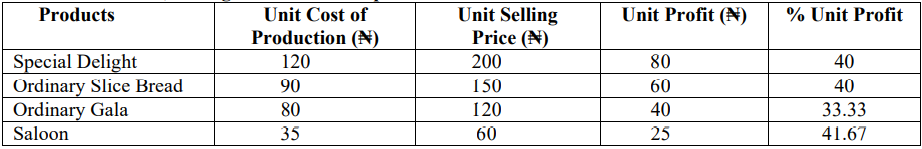 Products Unit Cost of Production (₦) Unit Selling Price (₦) Unit Profit (₦) % Unit Profit
Special Delight 120 200 80 40
Ordinary Slice Bread 90 150 60 40
Ordinary Gala 80 120 40 33.33
Saloon 35 60 25 41.67